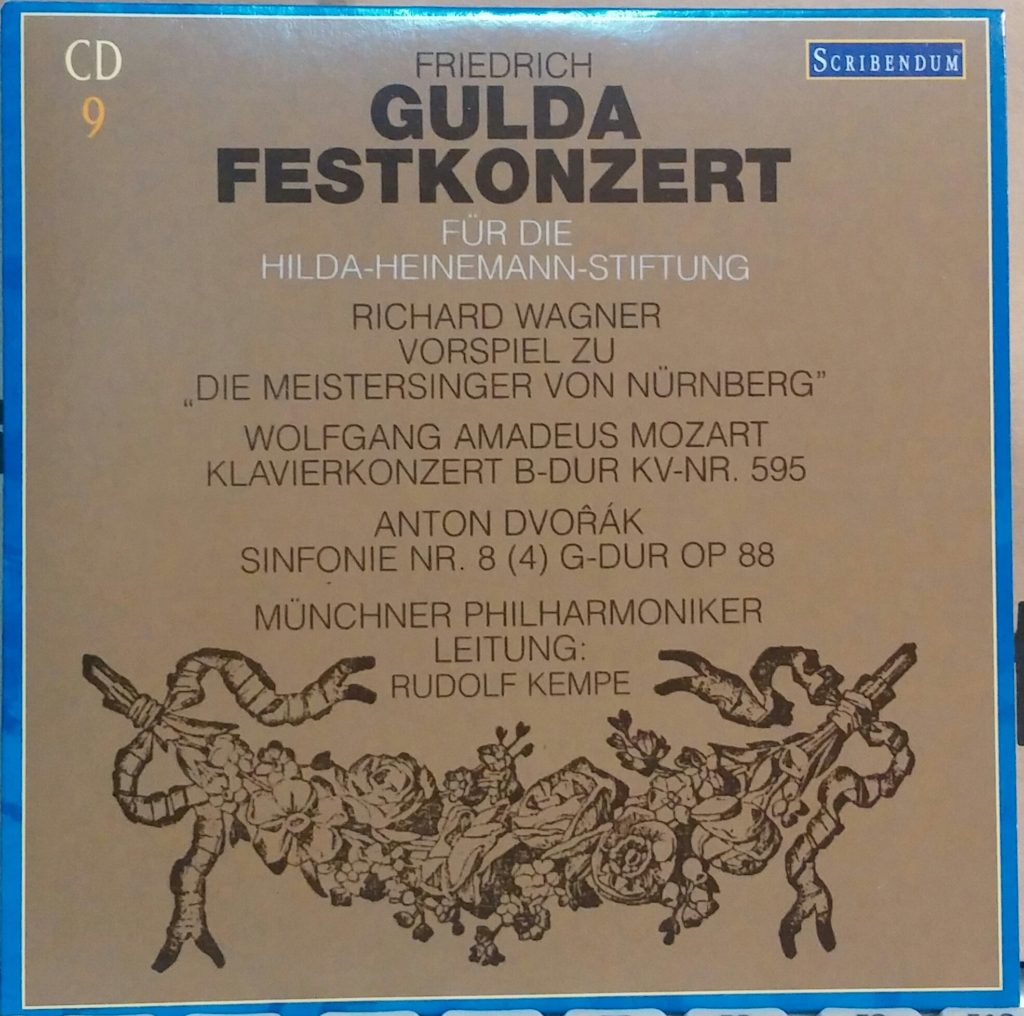 CD
9
SCRIBENDUM
FRIEDRICH
GULDA
FESTKONZERT
FÜR DIE
HILDA-HEINEMANN-STIFTUNG
RICHARD WAGNER
VORSPIEL ZU
„DIE MEISTERSINGER VON NÜRNBERG”
WOLFGANG AMADEUS MOZART
KLAVIERKONZERT B-DUR KV-NR. 595
ANTON DVOR̂ÁK
SINFONIE NR. 8 (4) G-DUR OP 88
MÜNCHNER PHILHARMONIKER
LEITUNG:
RUDOLF KEMPE